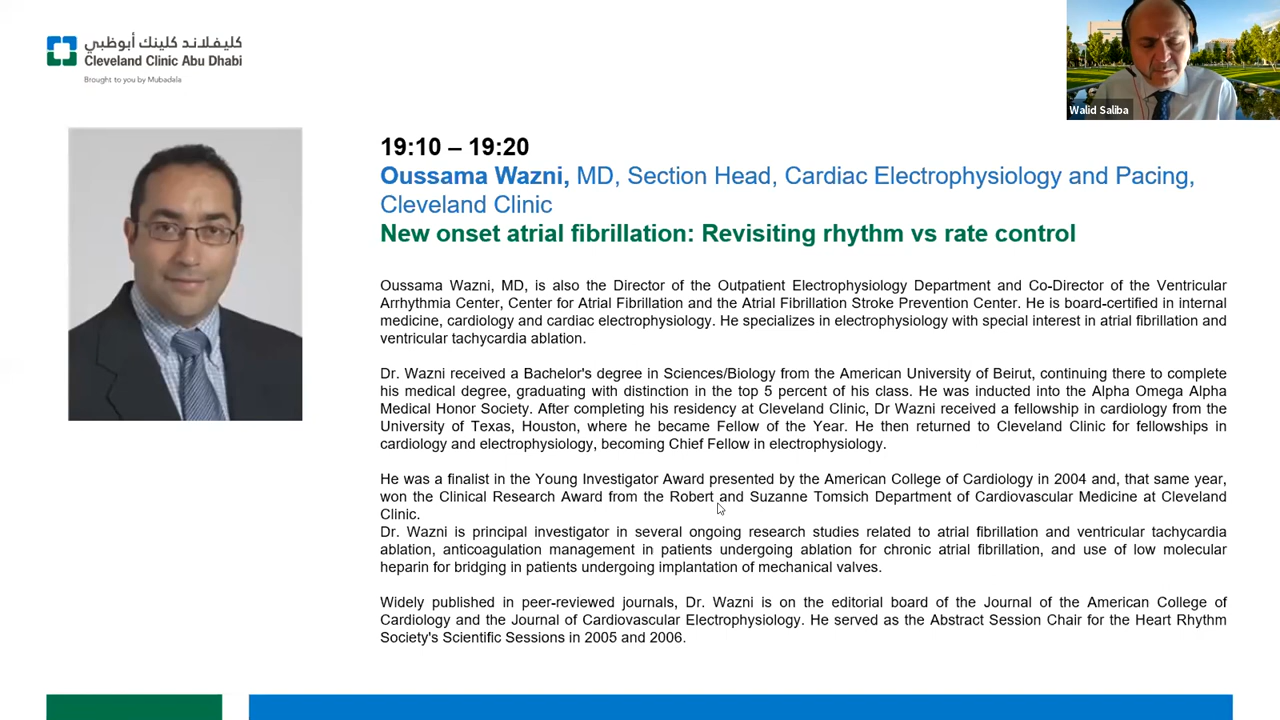 كليفلاند كلينك أبوظبي
Cleveland Clinic Abu Dhabi
Brought to you by Mubadala
Walid Saliba
19:10 – 19:20
Oussama Wazni, MD, Section Head, Cardiac Electrophysiology and Pacing,
Cleveland Clinic
New onset atrial fibrillation: Revisiting rhythm vs rate control
Oussama Wazni, MD, is also the Director of the Outpatient Electrophysiology Department and Co-Director of the Ventricular
Arrhythmia Center, Center for Atrial Fibrillation and the Atrial Fibrillation Stroke Prevention Center. He is board-certified in internal
medicine, cardiology and cardiac electrophysiology. He specializes in electrophysiology with special interest in atrial fibrillation and
ventricular tachycardia ablation.
Dr. Wazni received a Bachelor's degree in Sciences/Biology from the American University of Beirut, continuing there to complete
his medical degree, graduating with distinction in the top 5 percent of his class. He was inducted into the Alpha Omega Alpha
Medical Honor Society. After completing his residency at Cleveland Clinic, Dr Wazni received a fellowship in cardiology from the
University of Texas, Houston, where he became Fellow of the Year. He then returned to Cleveland Clinic for fellowships in
cardiology and electrophysiology, becoming Chief Fellow in electrophysiology.
He was a finalist in the Young Investigator Award presented by the American College of Cardiology in 2004 and, that same year,
won the Clinical Research Award from the Robert and Suzanne Tomsich Department of Cardiovascular Medicine at Cleveland
Clinic.
Dr. Wazni is principal investigator in several ongoing research studies related to atrial fibrillation and ventricular tachycardia
ablation, anticoagulation management in patients undergoing ablation for chronic atrial fibrillation, and use of low molecular
heparin for bridging in patients undergoing implantation of mechanical valves.
Widely published in peer-reviewed journals, Dr. Wazni is on the editorial board of the Journal of the American College of
Cardiology and the Journal of Cardiovascular Electrophysiology. He served as the Abstract Session Chair for the Heart Rhythm
Society's Scientific Sessions in 2005 and 2006.